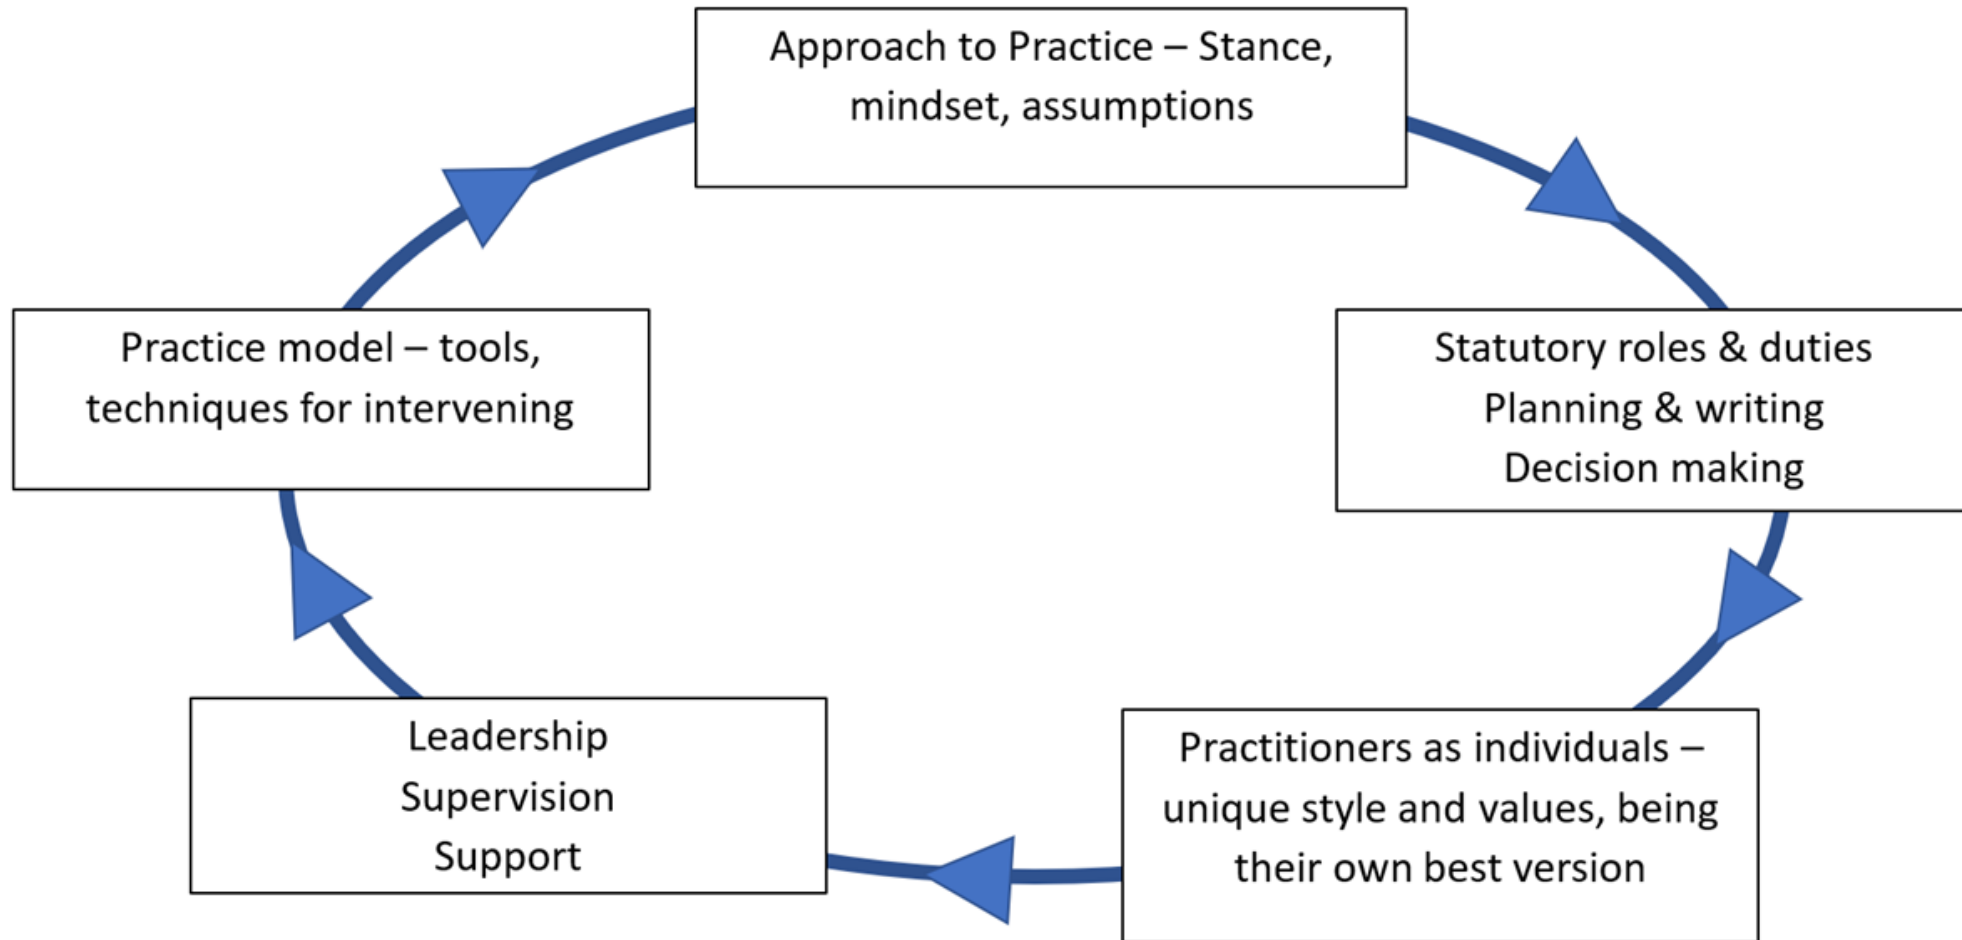 Approach to Practice – Stance,
mindset, assumptions
Practice model – tools,
techniques for intervening
Statutory roles & duties
Planning & writing
Decision making
Leadership
Supervision
Support
Practitioners as individuals –
unique style and values, being
their own best version